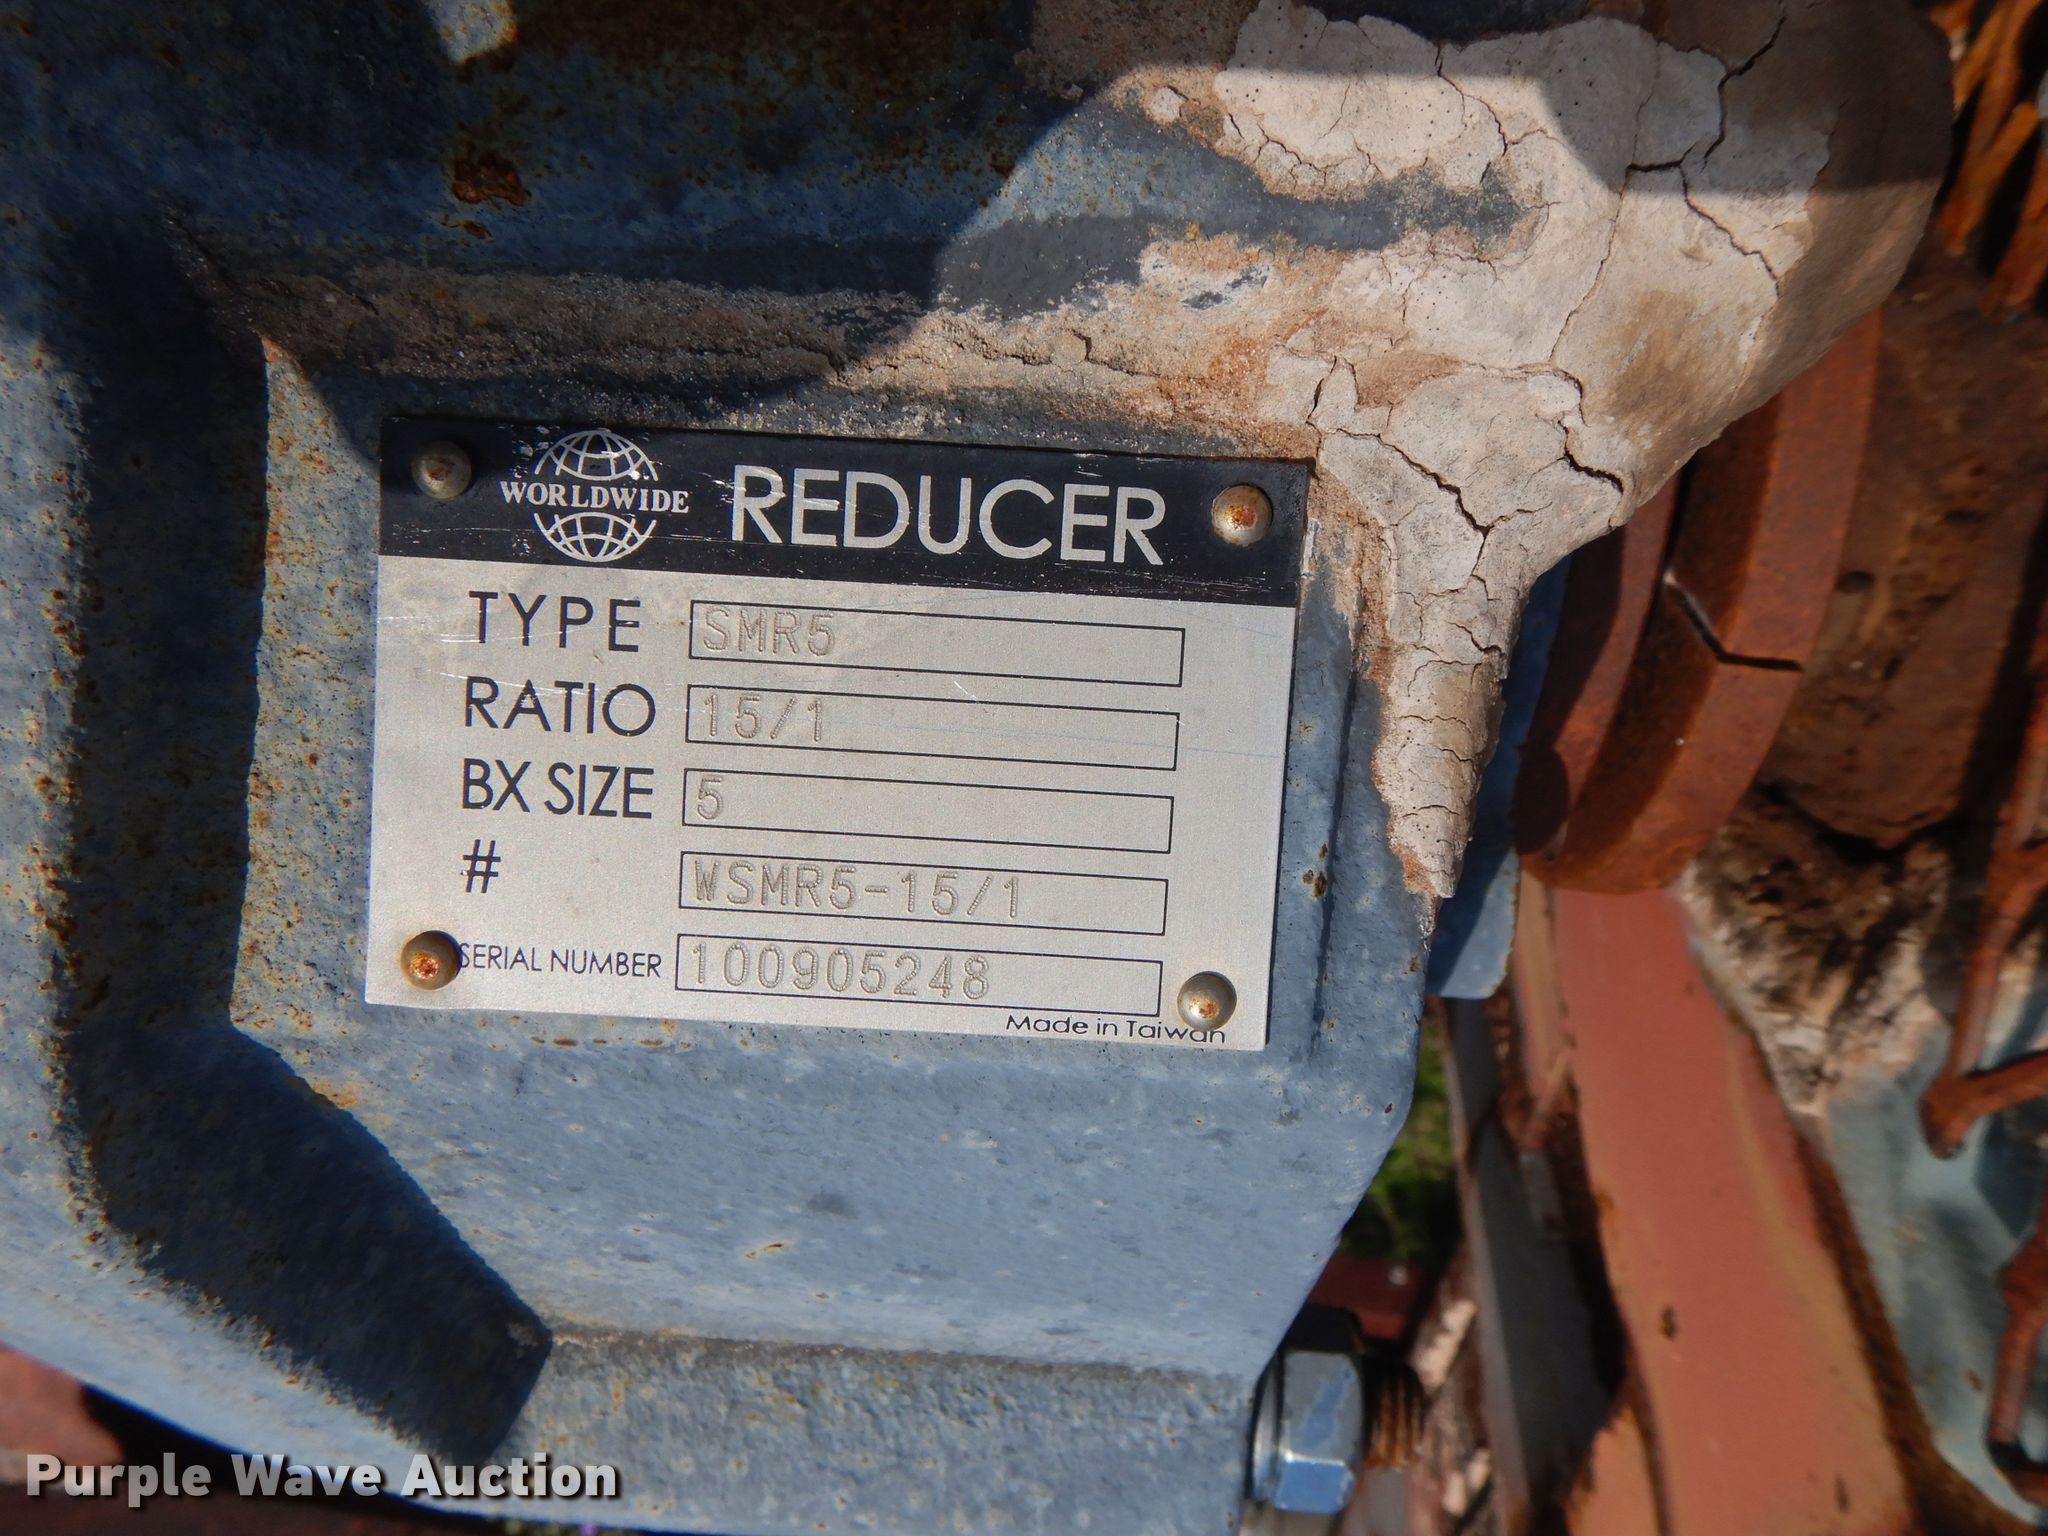 WORLDWIDE
REDUCER
TYPE SMR5
RATIO 15/1
BX SIZE 5
# WSMR5-15/1
SERIAL NUMBER 100905248
Made in Taiwan
Purple Wave Auction